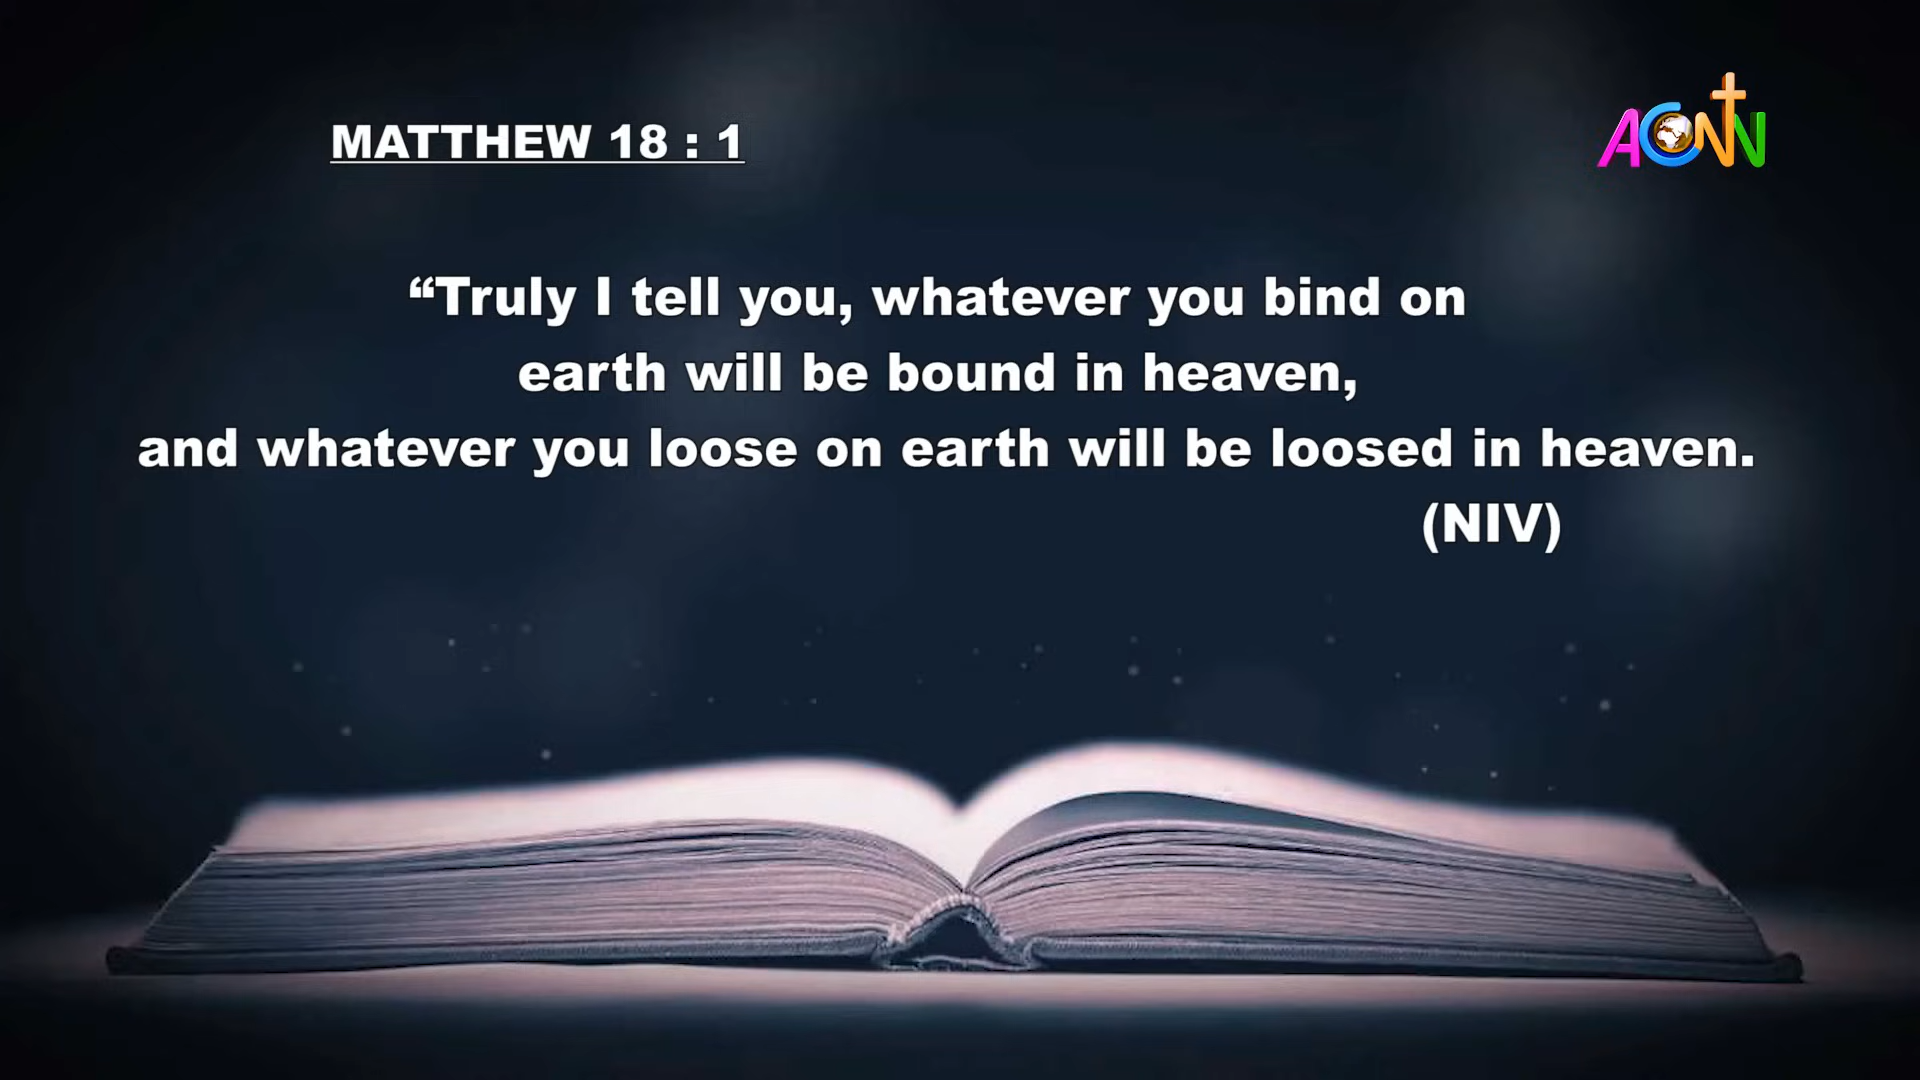 MATTHEW 18 : 1
ACNN
“Truly I tell you, whatever you bind on
earth will be bound in heaven,
and whatever you loose on earth will be loosed in heaven.
(NIV)